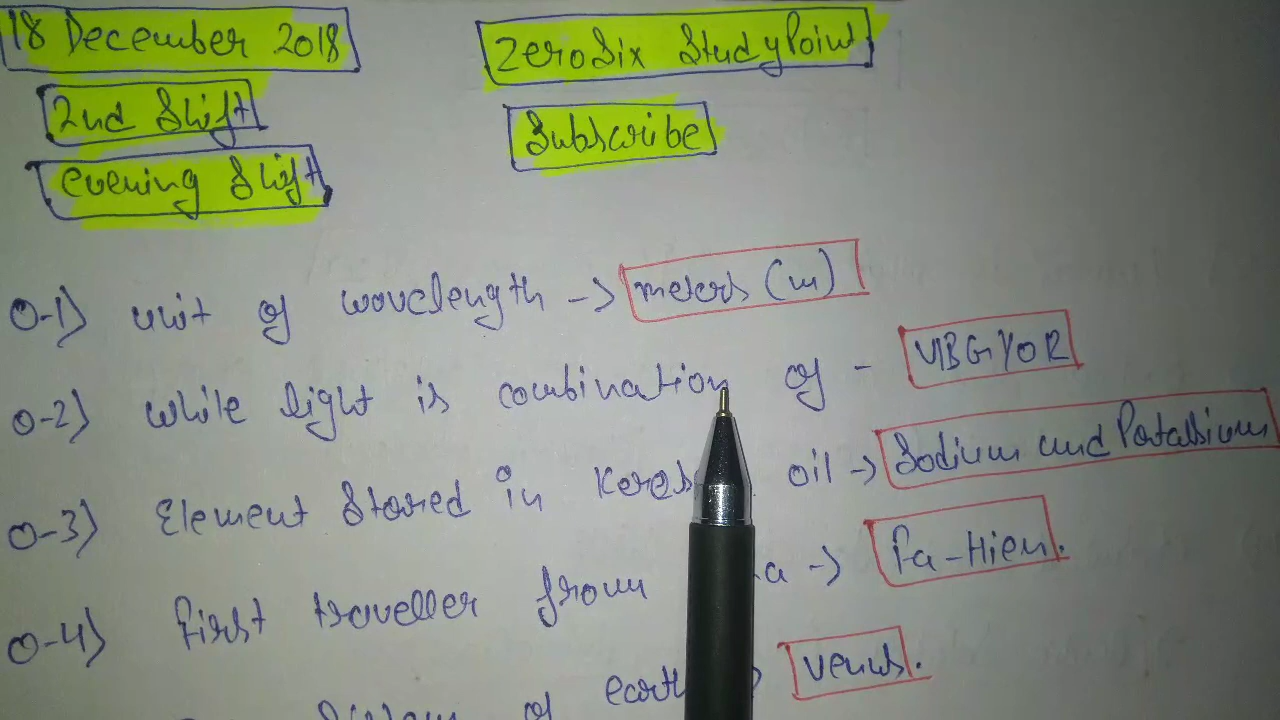 18 December 2018
Zerosix StudyPoint
2nd Shift
Subscribe
evening Shift
Q-1) unit of wavelength -> meters (m)
Q-2) while light is combination of - VIBGYOR
Q-3) Element Stored in Keros oil -> Sodium and Potassium
Q-4) first traveller from a -> Fa-Hien.
of earth Venus.